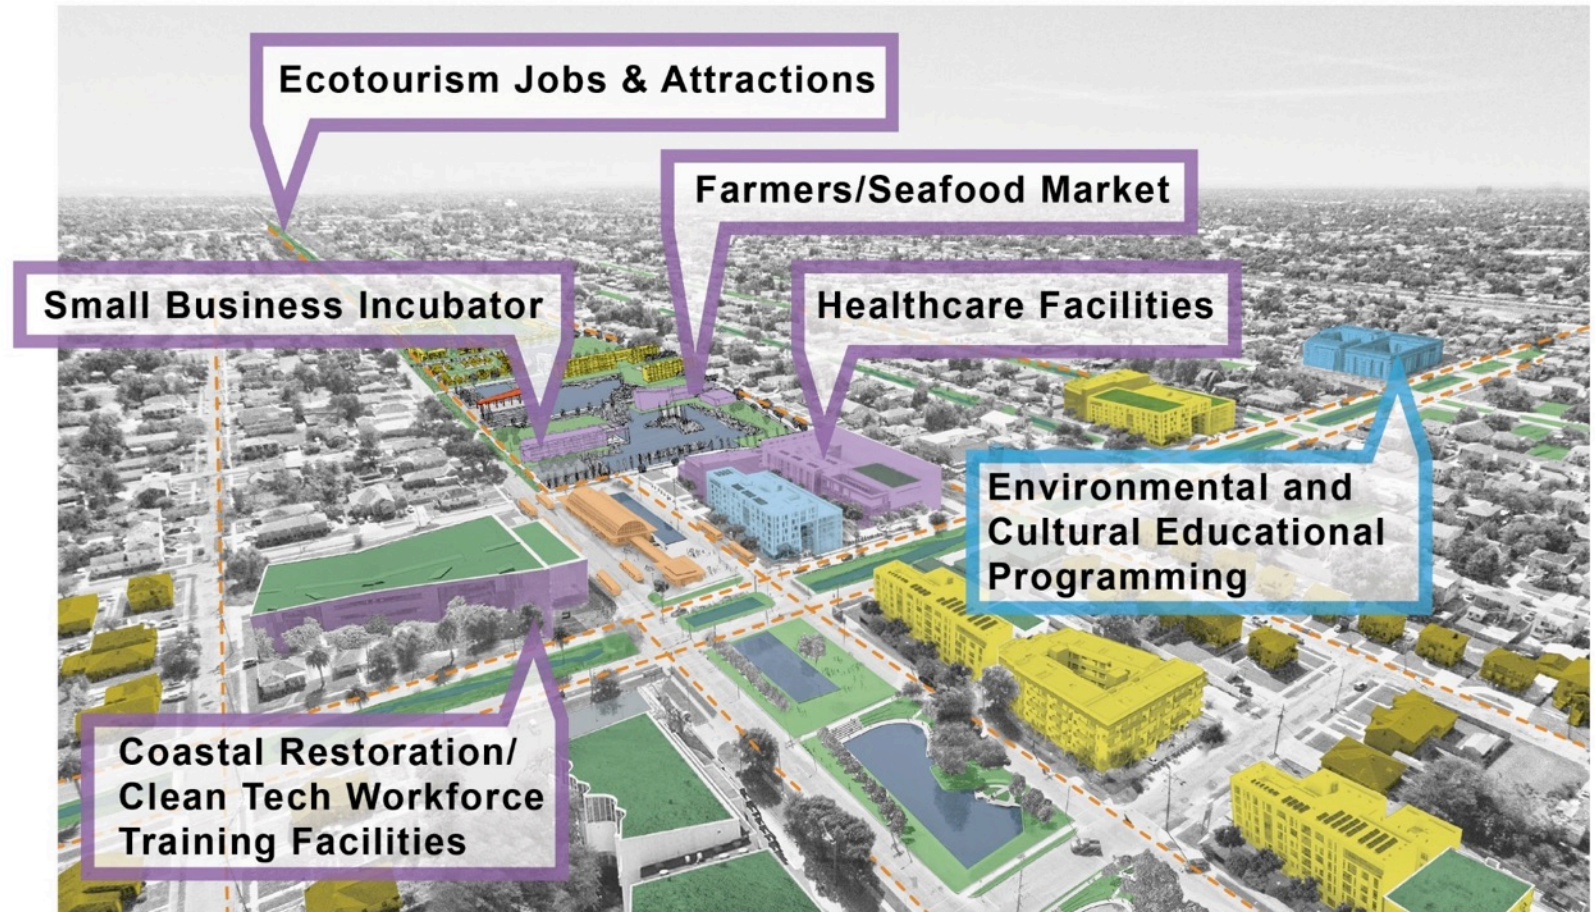 Ecotourism Jobs & Attractions
Farmers/Seafood Market
Small Business Incubator
Healthcare Facilities
Environmental and
Cultural Educational
Programming
Coastal Restoration/
Clean Tech Workforce
Training Facilities